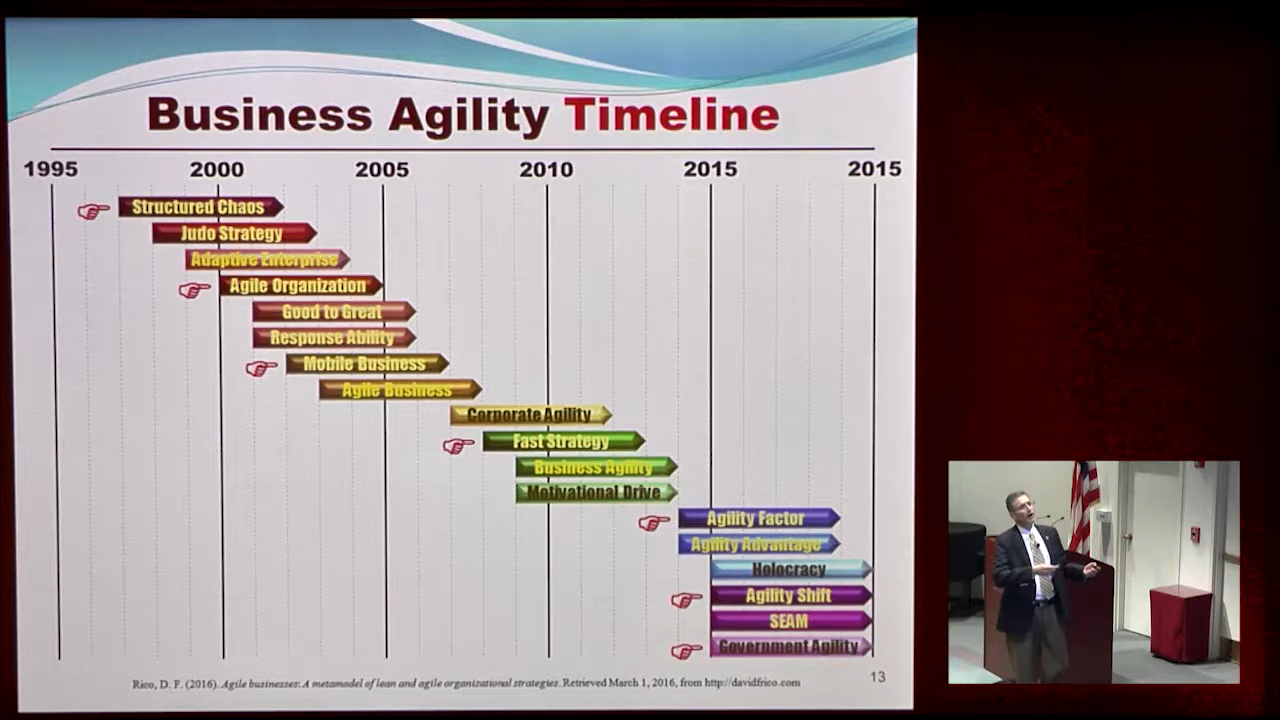 Business Agility Timeline
1995 2000 2005 2010 2015 2015
Structured Chaos
Judo Strategy
Adaptive Enterprise
Agile Organization
Good to Great
Response Ability
Mobile Business
Agile Business
Corporate Agility
Fast Strategy
Business Agility
Motivational Drive
Agility Factor
Agility Advantage
Holocracy
Agility Shift
SEAM
Government Agility
Rico, D. F. (2016). Agile businesses: A metamodel of lean and agile organizational strategies. Retrieved March 1, 2016, from http://davidfrico.com
13